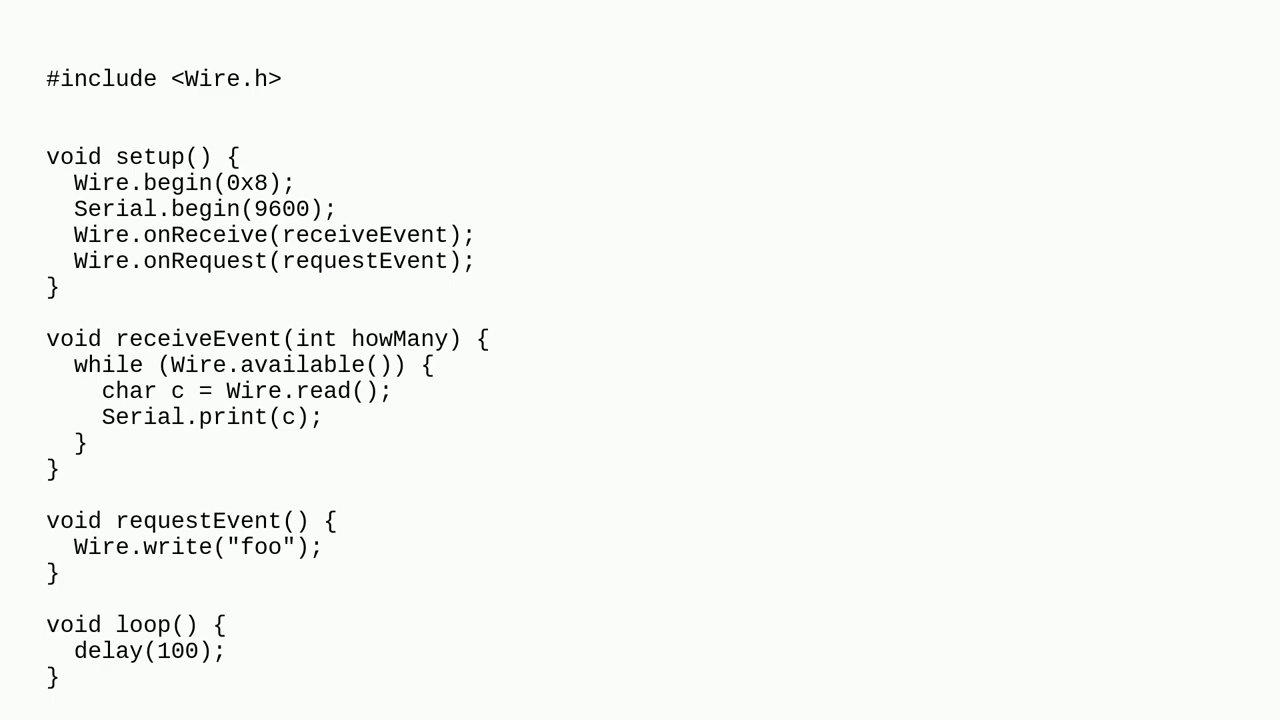 #include <Wire.h>
void setup() {
  Wire.begin(0x8);
  Serial.begin(9600);
  Wire.onReceive(receiveEvent);
  Wire.onRequest(requestEvent);
}
void receiveEvent(int howMany) {
  while (Wire.available()) {
    char c = Wire.read();
    Serial.print(c);
  }
}
void requestEvent() {
  Wire.write("foo");
}
void loop() {
  delay(100);
}